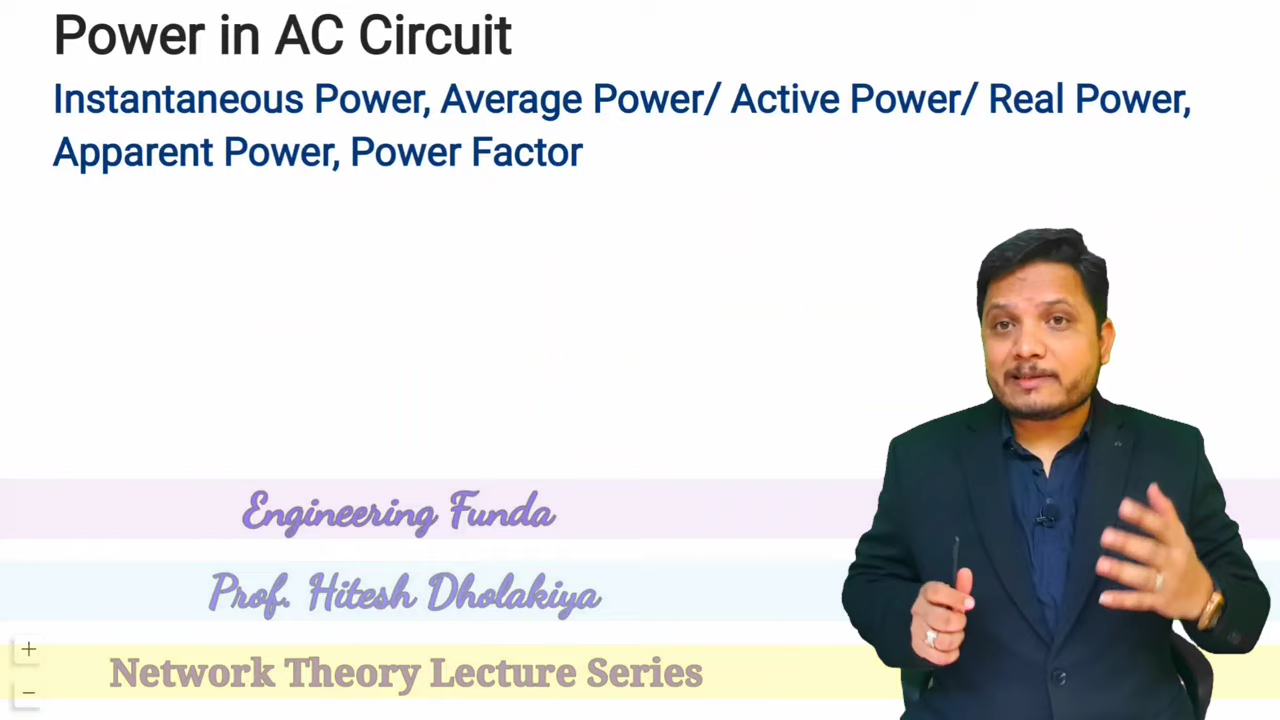 Power in AC Circuit
Instantaneous Power, Average Power/ Active Power/ Real Power,
Apparent Power, Power Factor
Engineering Funda
Prof. Hitesh Dholakiya
+
Network Theory Lecture Series
−